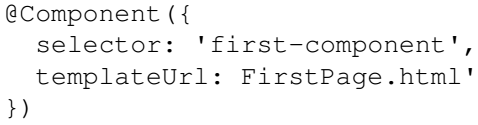 @Component({
  selector: 'first-component',
  templateUrl: FirstPage.html'
})